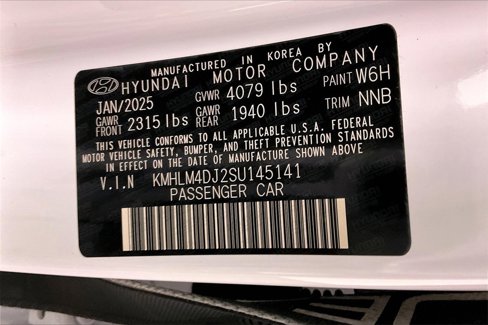 MANUFACTURED IN KOREA BY
HYUNDAI MOTOR COMPANY
JAN/2025 GVWR 4079 lbs PAINT W6H
GAWR FRONT 2315 lbs GAWR REAR 1940 lbs TRIM NNB
THIS VEHICLE CONFORMS TO ALL APPLICABLE U.S.A. FEDERAL
MOTOR VEHICLE SAFETY, BUMPER, AND THEFT PREVENTION STANDARDS
IN EFFECT ON THE DATE OF MANUFACTURE SHOWN ABOVE.
V.I.N KMHLM4DJ2SU145141
PASSENGER CAR